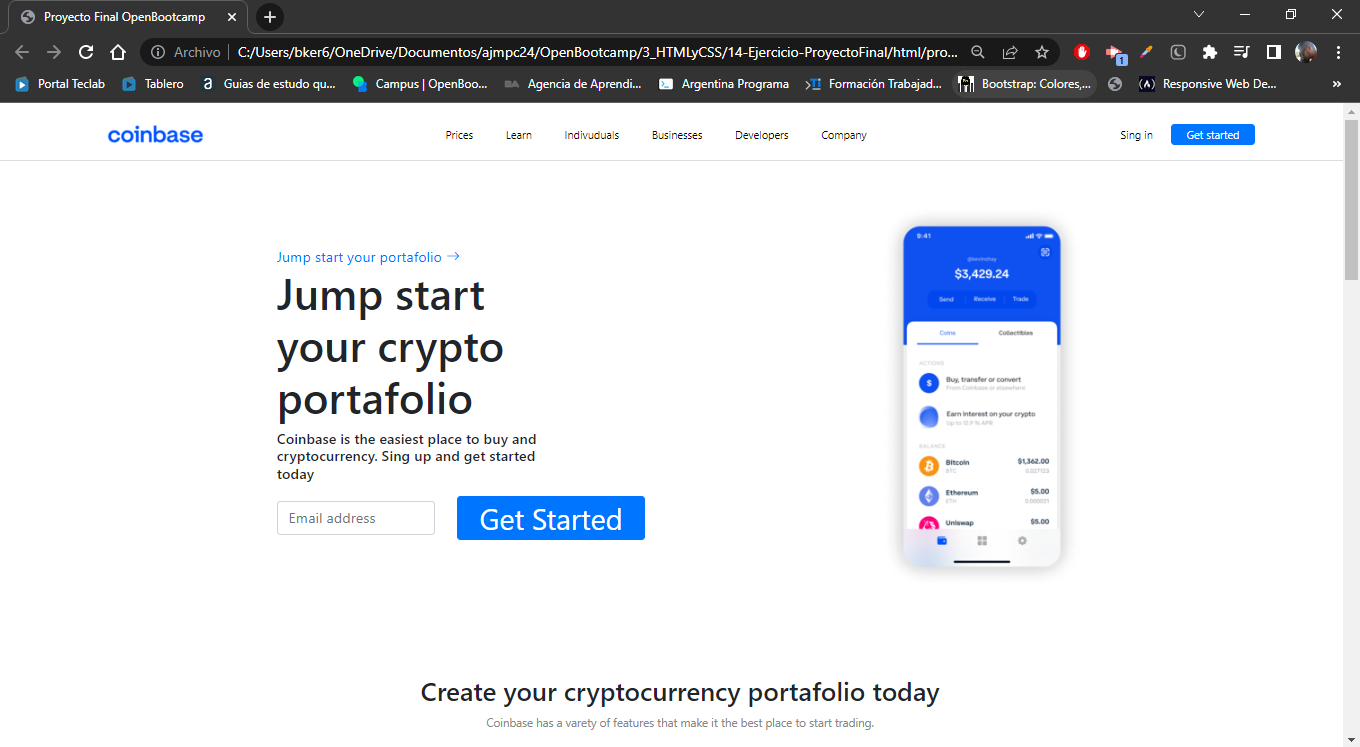 Proyecto Final OpenBootcamp
Archivo C:/Users/bker6/OneDrive/Documentos/ajmpc24/OpenBootcamp/3_HTMLyCSS/14-Ejercicio-ProyectoFinal/html/pro...
1
Portal Teclab Tablero Guias de estudo qu... Campus | OpenBoo... Agencia de Aprendi... Argentina Programa Formación Trabajad... Bootstrap: Colores,... Responsive Web De... »
coinbase Prices Learn Indivuduals Businesses Developers Company Sing in Get started
Jump start your portafolio →
Jump start
your crypto
portafolio
Coinbase is the easiest place to buy and
cryptocurrency. Sing up and get started
today
Email address Get Started
9:41
@kevinshay
$3,429.24
Send Receive Trade
Coins Collectibles
ACTIONS
Buy, transfer or convert
From Coinbase or elsewhere
Earn interest on your crypto
Up to 12.9 % APR
BALANCE
Bitcoin $1,362.00
BTC 0.027123
Ethereum $5.00
ETH 0.000021
Uniswap $5.00
Create your cryptocurrency portafolio today
Coinbase has a varety of features that make it the best place to start trading.